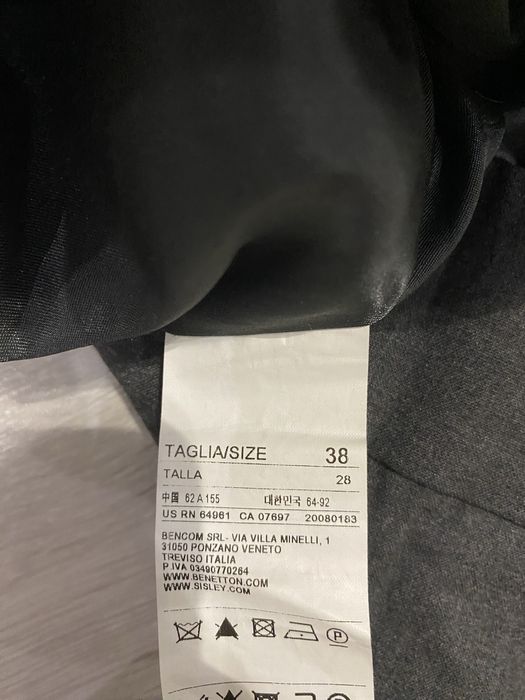 TAGLIA/SIZE 38
TALLA 28
中国 62 A 155 대한민국 64-92
US RN 64961 CA 07697 20080183
BENCOM SRL- VIA VILLA MINELLI, 1
31050 PONZANO VENETO
TREVISO ITALIA
P.IVA 03490770264
WWW.BENETTON.COM
WWW.SISLEY.COM
P